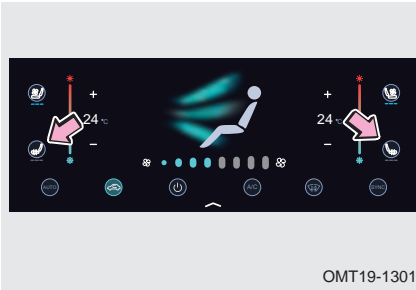 + +
24 °C 24 °C
− −
AUTO A/C SYNC
OMT19-1301